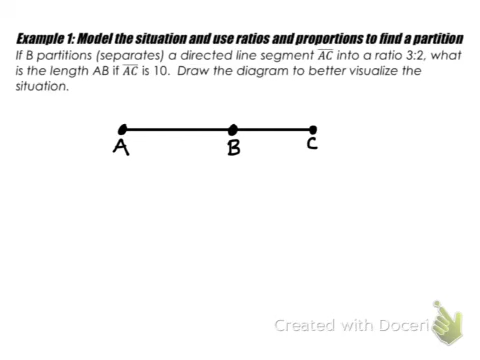 Example 1: Model the situation and use ratios and proportions to find a partition
If B partitions (separates) a directed line segment AC into a ratio 3:2, what
is the length AB if AC is 10. Draw the diagram to better visualize the
situation.
A B C
Created with Doceri